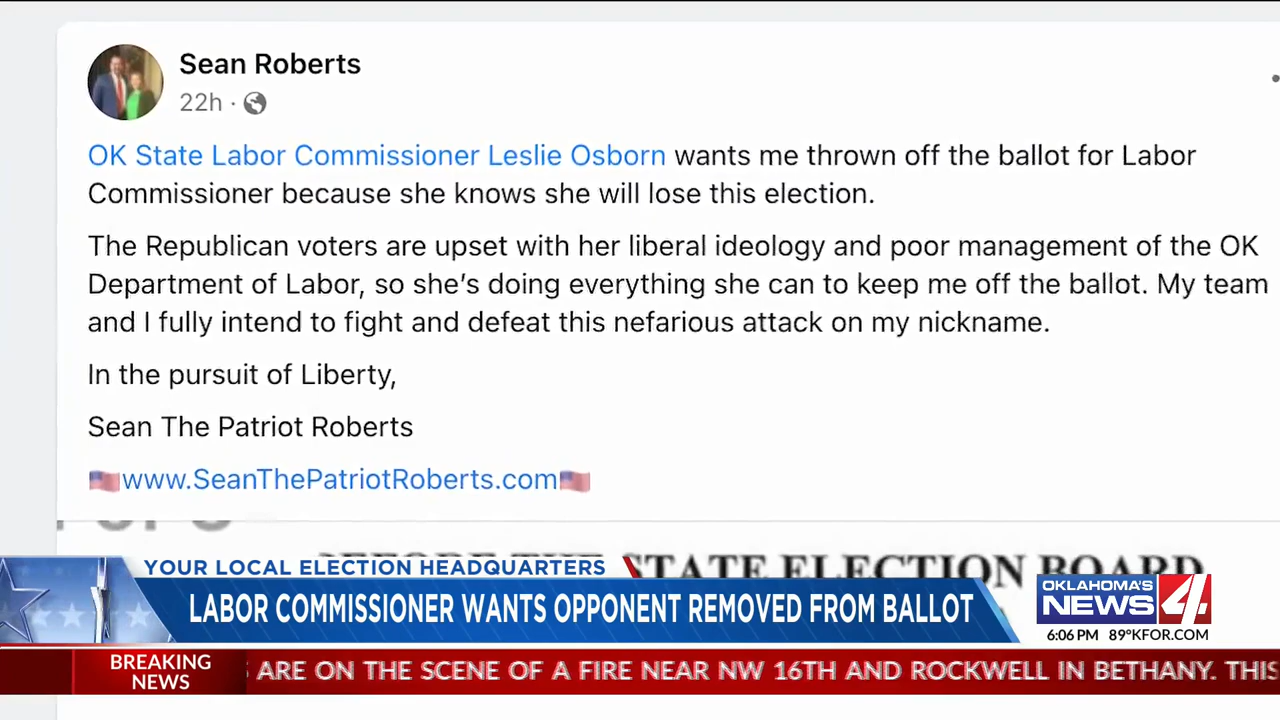 Sean Roberts
22h ·
OK State Labor Commissioner Leslie Osborn wants me thrown off the ballot for Labor
Commissioner because she knows she will lose this election.
The Republican voters are upset with her liberal ideology and poor management of the OK
Department of Labor, so she’s doing everything she can to keep me off the ballot. My team
and I fully intend to fight and defeat this nefarious attack on my nickname.
In the pursuit of Liberty,
Sean The Patriot Roberts
www.SeanThePatriotRoberts.com
BEFORE THE STATE ELECTION BOARD
YOUR LOCAL ELECTION HEADQUARTERS
LABOR COMMISSIONER WANTS OPPONENT REMOVED FROM BALLOT
OKLAHOMA'S
NEWS 4
6:06 PM 89° KFOR.COM
BREAKING
NEWS
ARE ON THE SCENE OF A FIRE NEAR NW 16TH AND ROCKWELL IN BETHANY. THIS